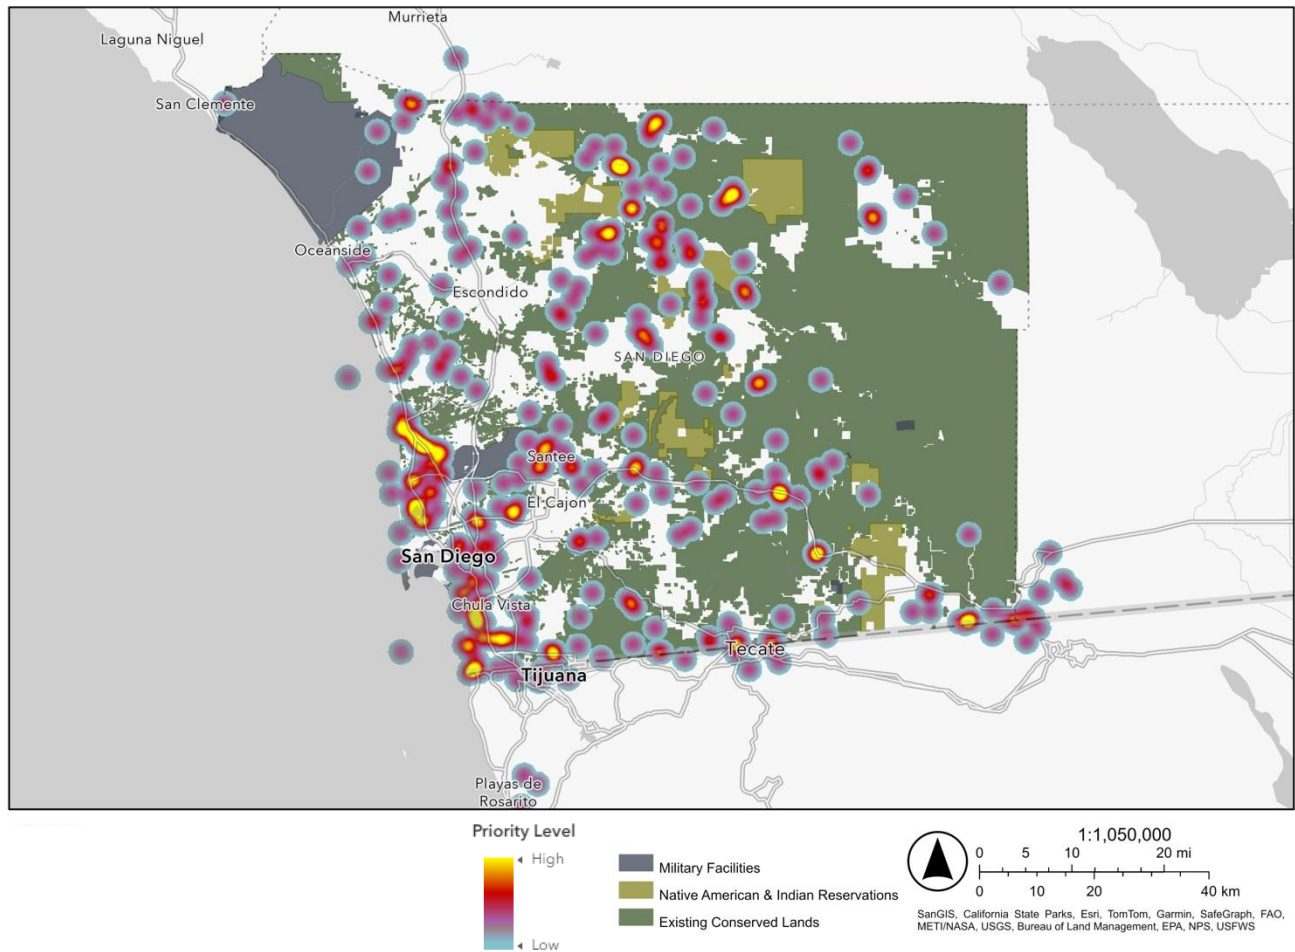 Murrieta
Laguna Niguel
San Clemente
Oceanside
Escondido
SAN DIEGO
Santee
El Cajon
San Diego
Chula Vista
Tecate
Tijuana
Playas de
Rosarito
Priority Level
High
Low
Military Facilities
Native American & Indian Reservations
Existing Conserved Lands
1:1,050,000
0 5 10 20 mi
0 10 20 40 km
SanGIS, California State Parks, Esri, TomTom, Garmin, SafeGraph, FAO,
METI/NASA, USGS, Bureau of Land Management, EPA, NPS, USFWS